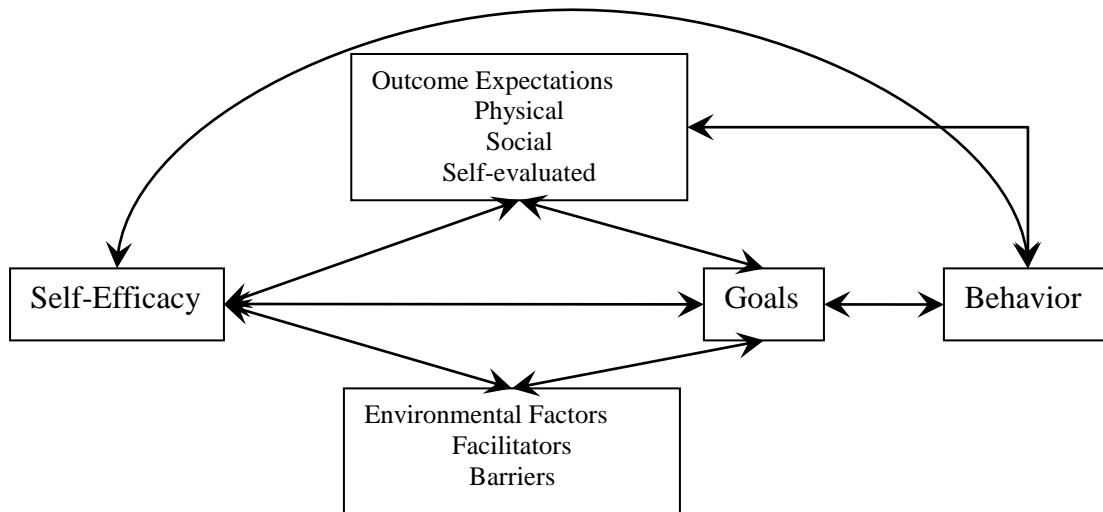 Outcome Expectations
Physical
Social
Self-evaluated
Self-Efficacy
Goals
Behavior
Environmental Factors
Facilitators
Barriers